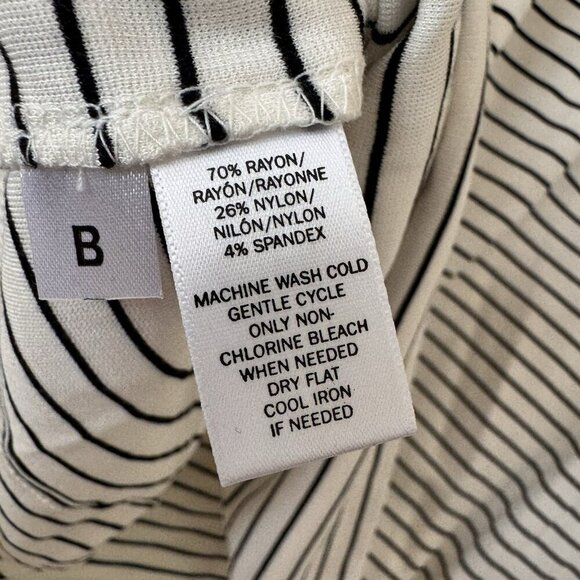 70% RAYON/
RAYÓN/RAYONNE
26% NYLON/
NILÓN/NYLON
4% SPANDEX
MACHINE WASH COLD
GENTLE CYCLE
ONLY NON-
CHLORINE BLEACH
WHEN NEEDED
DRY FLAT
COOL IRON
IF NEEDED
B